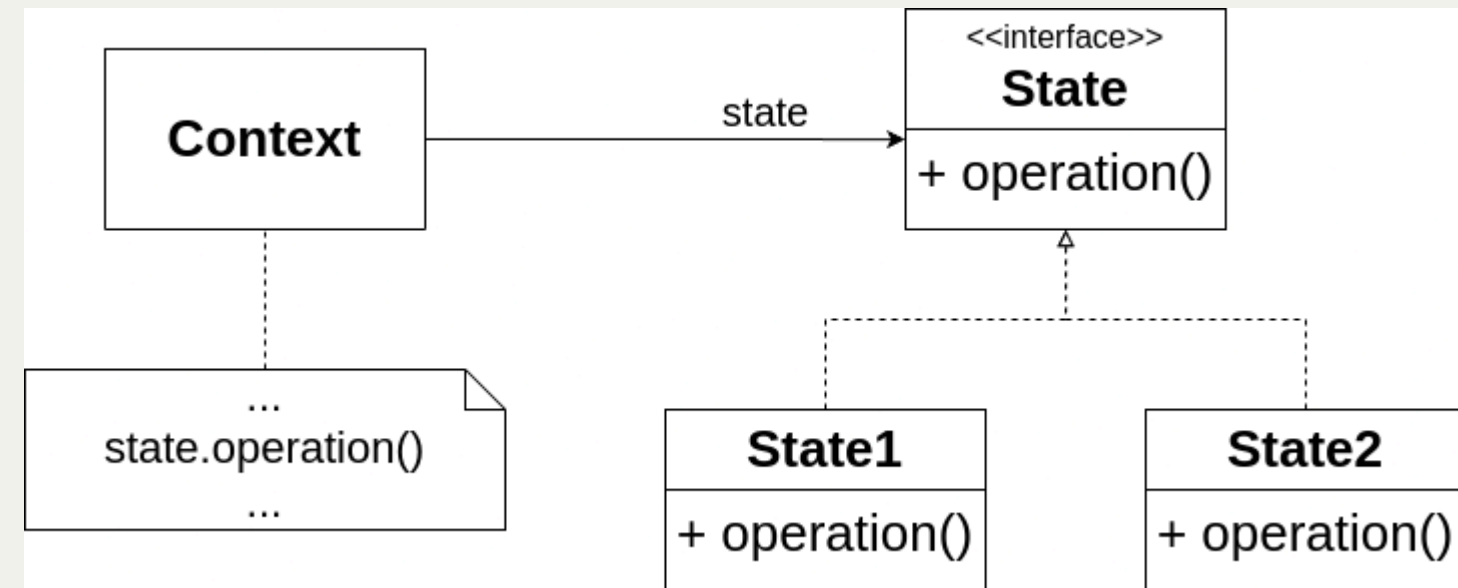 <<interface>>
State
+ operation()
Context
state
...
state.operation()
...
State1
+ operation()
State2
+ operation()